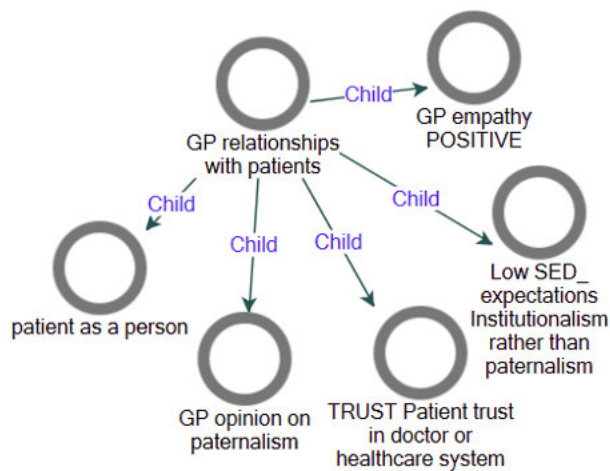 Child
GP empathy
POSITIVE
GP relationships
with patients
Child
Child
Child
Child
patient as a person
GP opinion on
paternalism
TRUST Patient trust
in doctor or
healthcare system
Low SED_
expectations
Institutionalism
rather than
paternalism